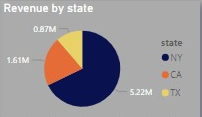 Revenue by state
0.87M
state
NY
1.61M
CA
TX
5.22M